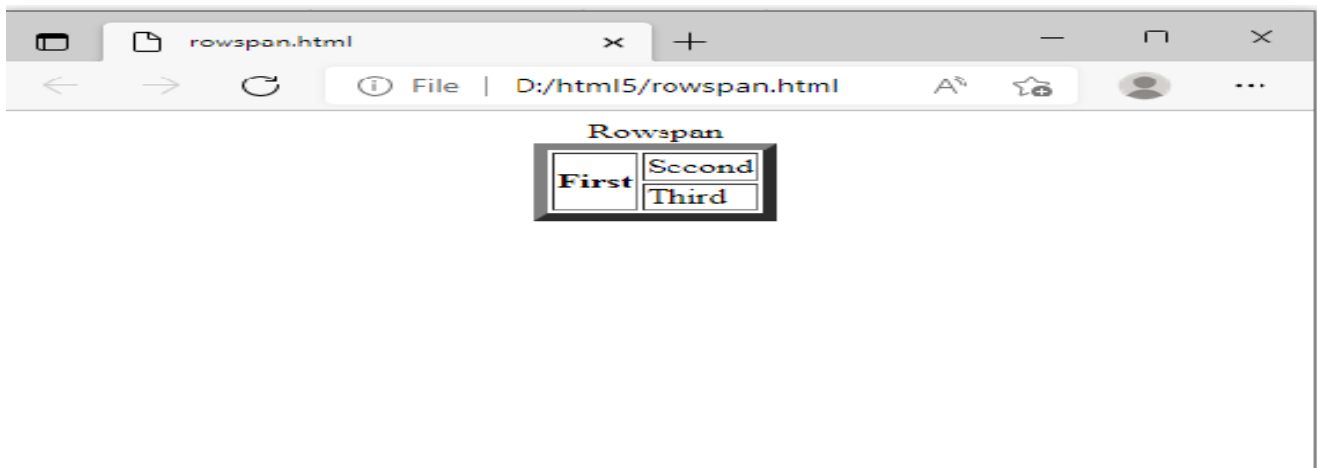 rowspan.html
File | D:/html5/rowspan.html
Rowspan
First
Second
Third